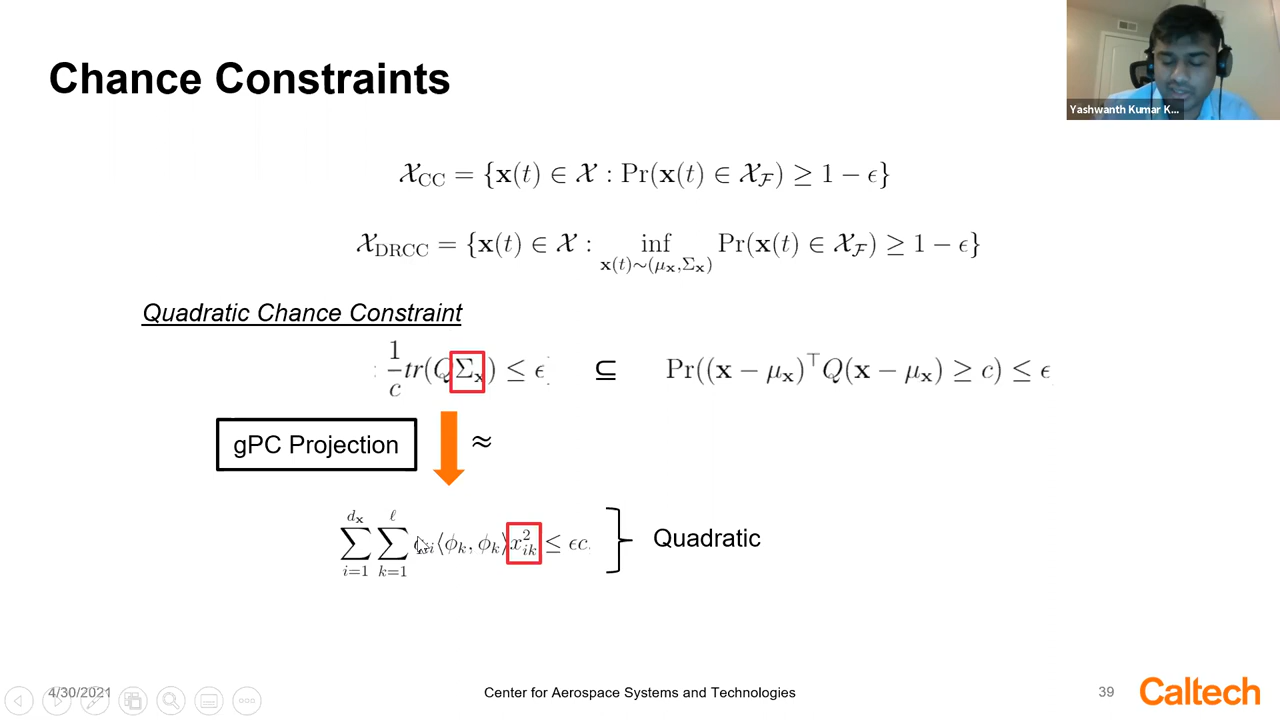 Chance Constraints
Yashwanth Kumar K...
𝒳_CC = {𝐱(t) ∈ 𝒳 : Pr(𝐱(t) ∈ 𝒳_ℱ) ≥ 1 − ϵ}
𝒳_DRCC = {𝐱(t) ∈ 𝒳 : inf_{𝐱(t)∼(μ_𝐱,Σ_𝐱)} Pr(𝐱(t) ∈ 𝒳_ℱ) ≥ 1 − ϵ}
Quadratic Chance Constraint
: 1/c tr(QΣ_𝐱) ≤ ϵ ⊆ Pr((𝐱 − μ_𝐱)^⊤ Q(𝐱 − μ_𝐱) ≥ c) ≤ ϵ
gPC Projection ≈
∑_{i=1}^{d_𝐱} ∑_{k=1}^{ℓ} ⟨ϕ_k, ϕ_k⟩ x_{ik}^2 ≤ ϵc Quadratic
4/30/2021 Center for Aerospace Systems and Technologies 39 Caltech